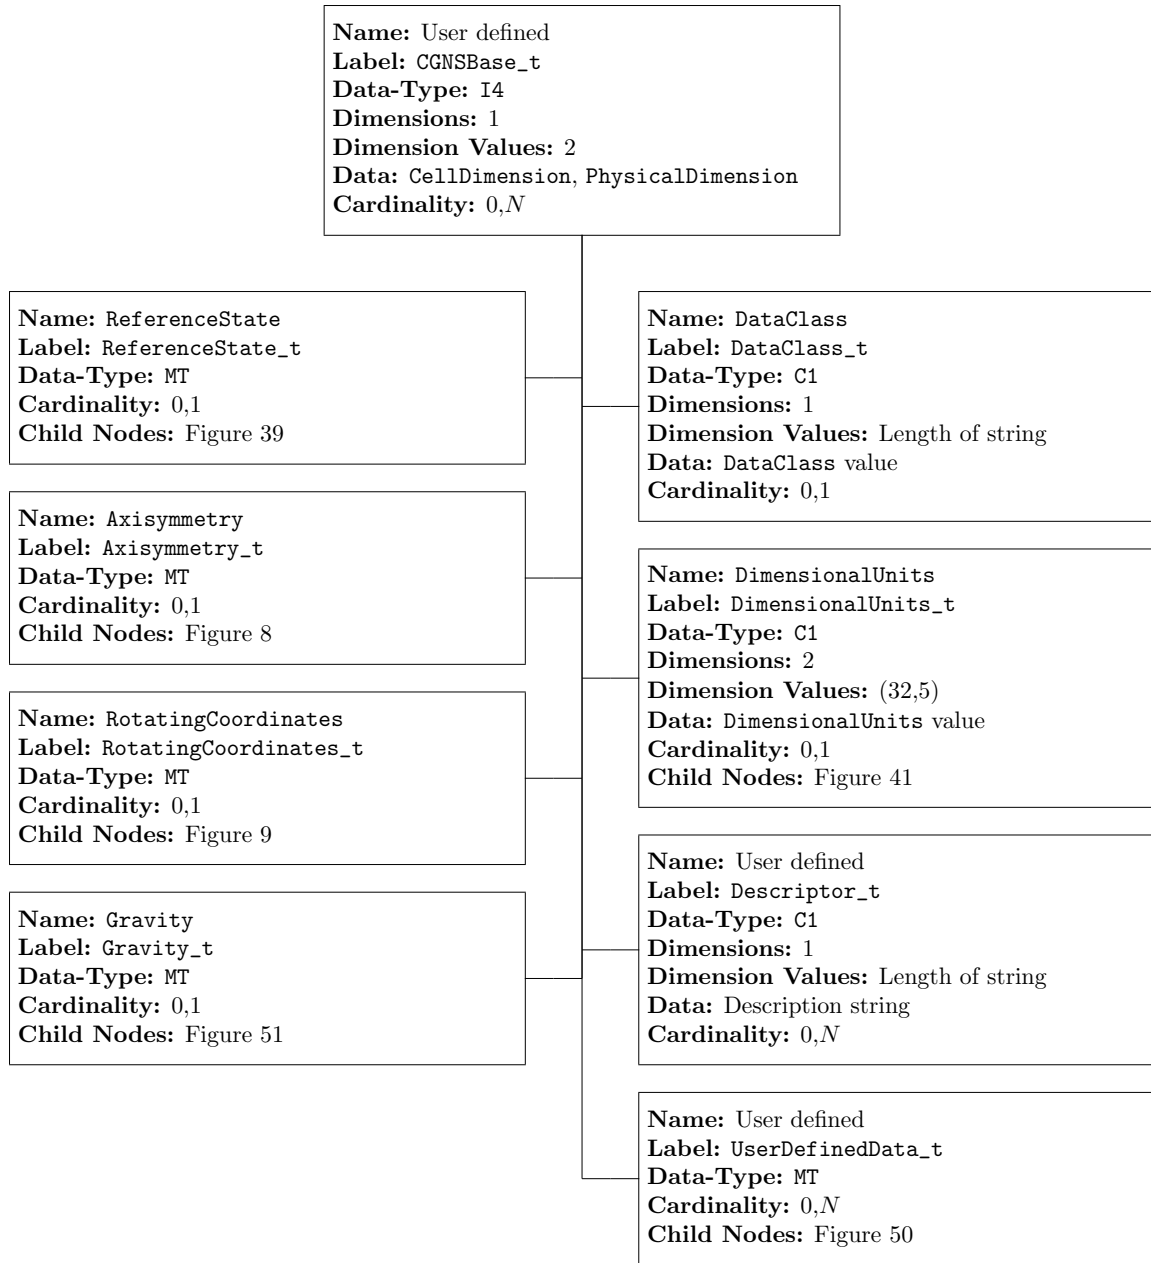 Name: User defined
Label: CGNSBase_t
Data-Type: I4
Dimensions: 1
Dimension Values: 2
Data: CellDimension, PhysicalDimension
Cardinality: 0,N
Name: ReferenceState
Label: ReferenceState_t
Data-Type: MT
Cardinality: 0,1
Child Nodes: Figure 39
Name: Axisymmetry
Label: Axisymmetry_t
Data-Type: MT
Cardinality: 0,1
Child Nodes: Figure 8
Name: RotatingCoordinates
Label: RotatingCoordinates_t
Data-Type: MT
Cardinality: 0,1
Child Nodes: Figure 9
Name: Gravity
Label: Gravity_t
Data-Type: MT
Cardinality: 0,1
Child Nodes: Figure 51
Name: DataClass
Label: DataClass_t
Data-Type: C1
Dimensions: 1
Dimension Values: Length of string
Data: DataClass value
Cardinality: 0,1
Name: DimensionalUnits
Label: DimensionalUnits_t
Data-Type: C1
Dimensions: 2
Dimension Values: (32,5)
Data: DimensionalUnits value
Cardinality: 0,1
Child Nodes: Figure 41
Name: User defined
Label: Descriptor_t
Data-Type: C1
Dimensions: 1
Dimension Values: Length of string
Data: Description string
Cardinality: 0,N
Name: User defined
Label: UserDefinedData_t
Data-Type: MT
Cardinality: 0,N
Child Nodes: Figure 50